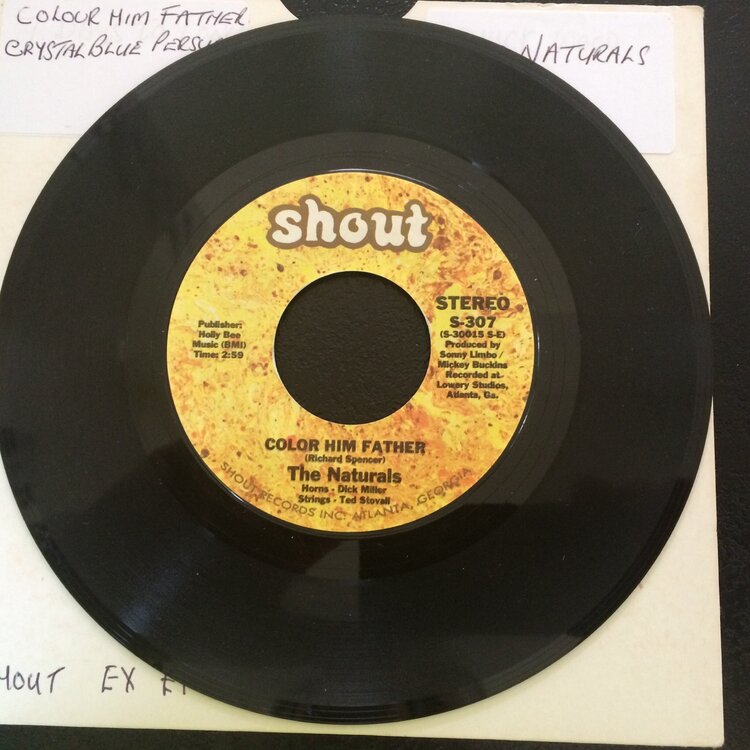 COLOUR HIM FATHER
CRYSTAL BLUE
NATURALS
shout
Publisher:
Holly Bee
Music (BMI)
Time: 2:59
STEREO
S-307
(S-30015 S-E)
Produced by
Sonny Limbo /
Mickey Buckins
Recorded at
Lowery Studios,
Atlanta, Ga.
COLOR HIM FATHER
(Richard Spencer)
The Naturals
Horns - Dick Miller
Strings - Ted Stovall
SHOUT RECORDS INC. ATLANTA, GEORGIA
EX